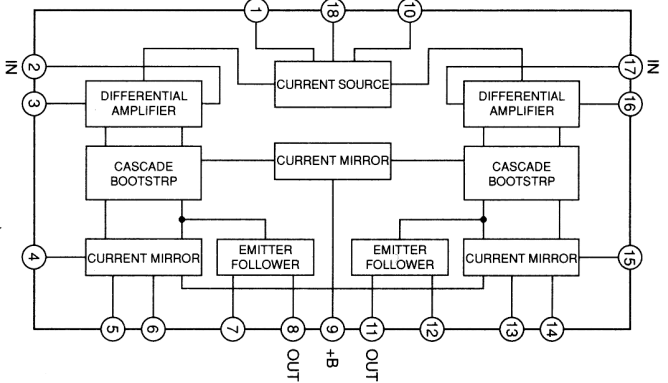 1
18
10
IN
2
17
IN
CURRENT SOURCE
3
DIFFERENTIAL
AMPLIFIER
DIFFERENTIAL
AMPLIFIER
16
CURRENT MIRROR
CASCADE
BOOTSTRP
CASCADE
BOOTSTRP
4
CURRENT MIRROR
EMITTER
FOLLOWER
EMITTER
FOLLOWER
CURRENT MIRROR
15
5
6
7
8
9
11
12
13
14
OUT
+B
OUT